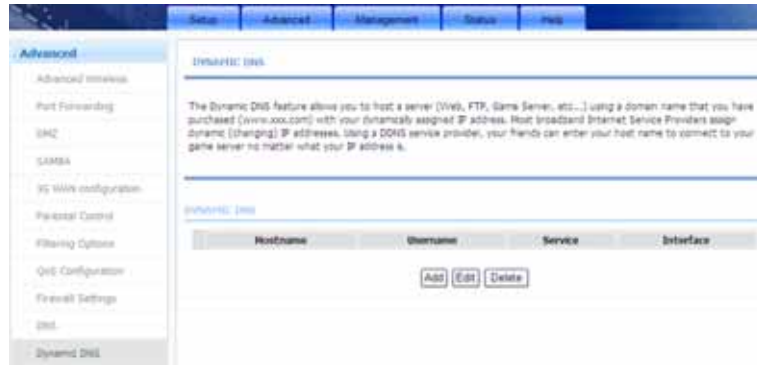 Setup Advanced Management Status Help
Advanced
Advanced Wireless
Port Forwarding
DMZ
SAMBA
3G WAN configuration
Parental Control
Filtering Options
QoS Configuration
Firewall Settings
DNS
Dynamic DNS
DYNAMIC DNS
The Dynamic DNS feature allows you to host a server (Web, FTP, Game Server, etc...) using a domain name that you have
purchased (www.xxx.com) with your dynamically assigned IP address. Most broadband Internet Service Providers assign
dynamic (changing) IP addresses. Using a DDNS service provider, your friends can enter your host name to connect to your
game server no matter what your IP address is.
DYNAMIC DNS
Hostname Username Service Interface
Add Edit Delete